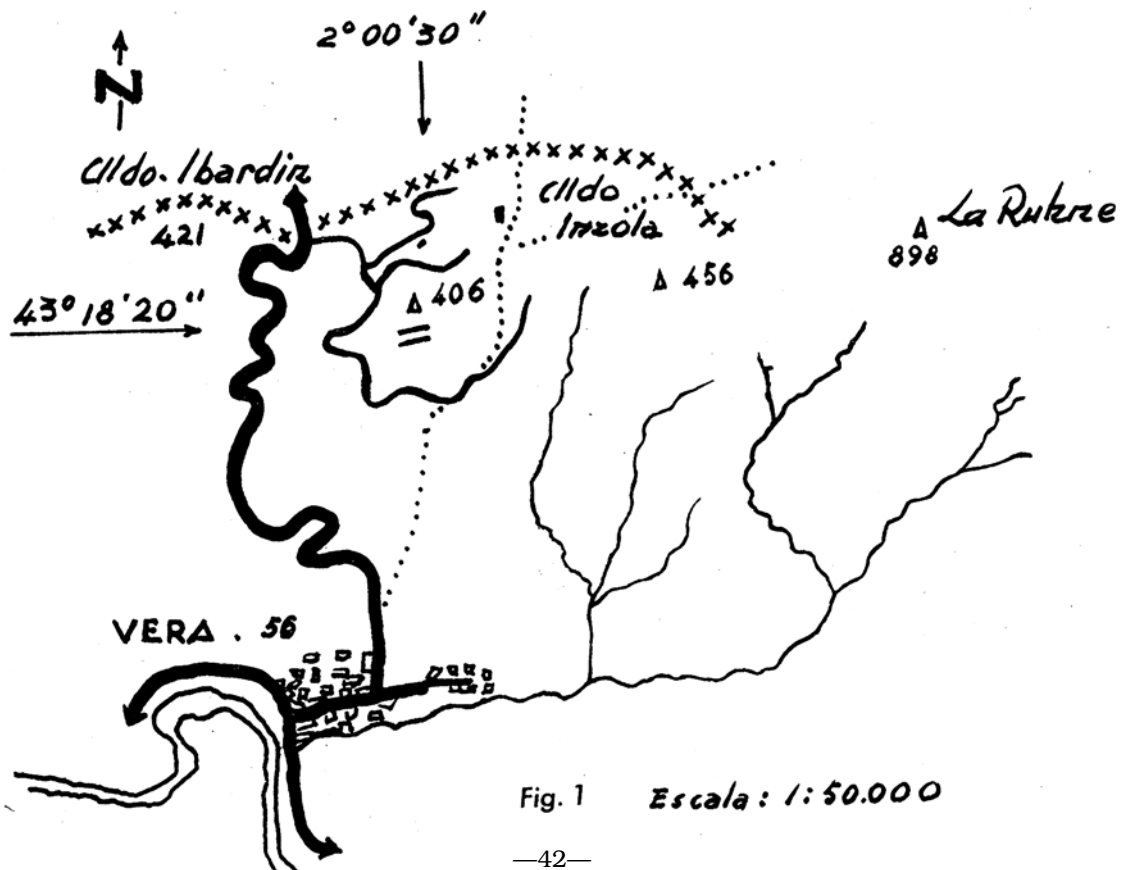 2°00'30"
N
Clldo. Ibardin
421
Clldo
Inzola
La Rutzne
898
456
406
43°18'20"
VERA . 56
Fig. 1
Escala: 1:50.000
—42—